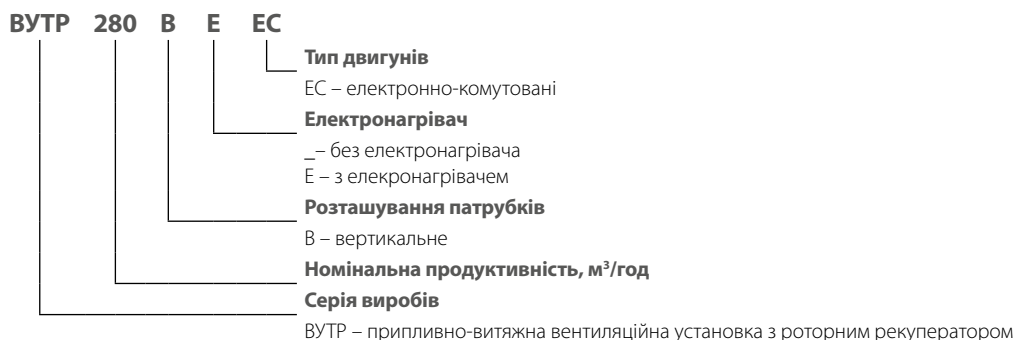 ВУТР 280 В Е ЕС
Тип двигунів
ЕС – електронно-комутовані
Електронагрівач
_– без електронагрівача
Е – з елекронагрівачем
Розташування патрубків
В – вертикальне
Номінальна продуктивність, м³/год
Серія виробів
ВУТР – припливно-витяжна вентиляційна установка з роторним рекуператором